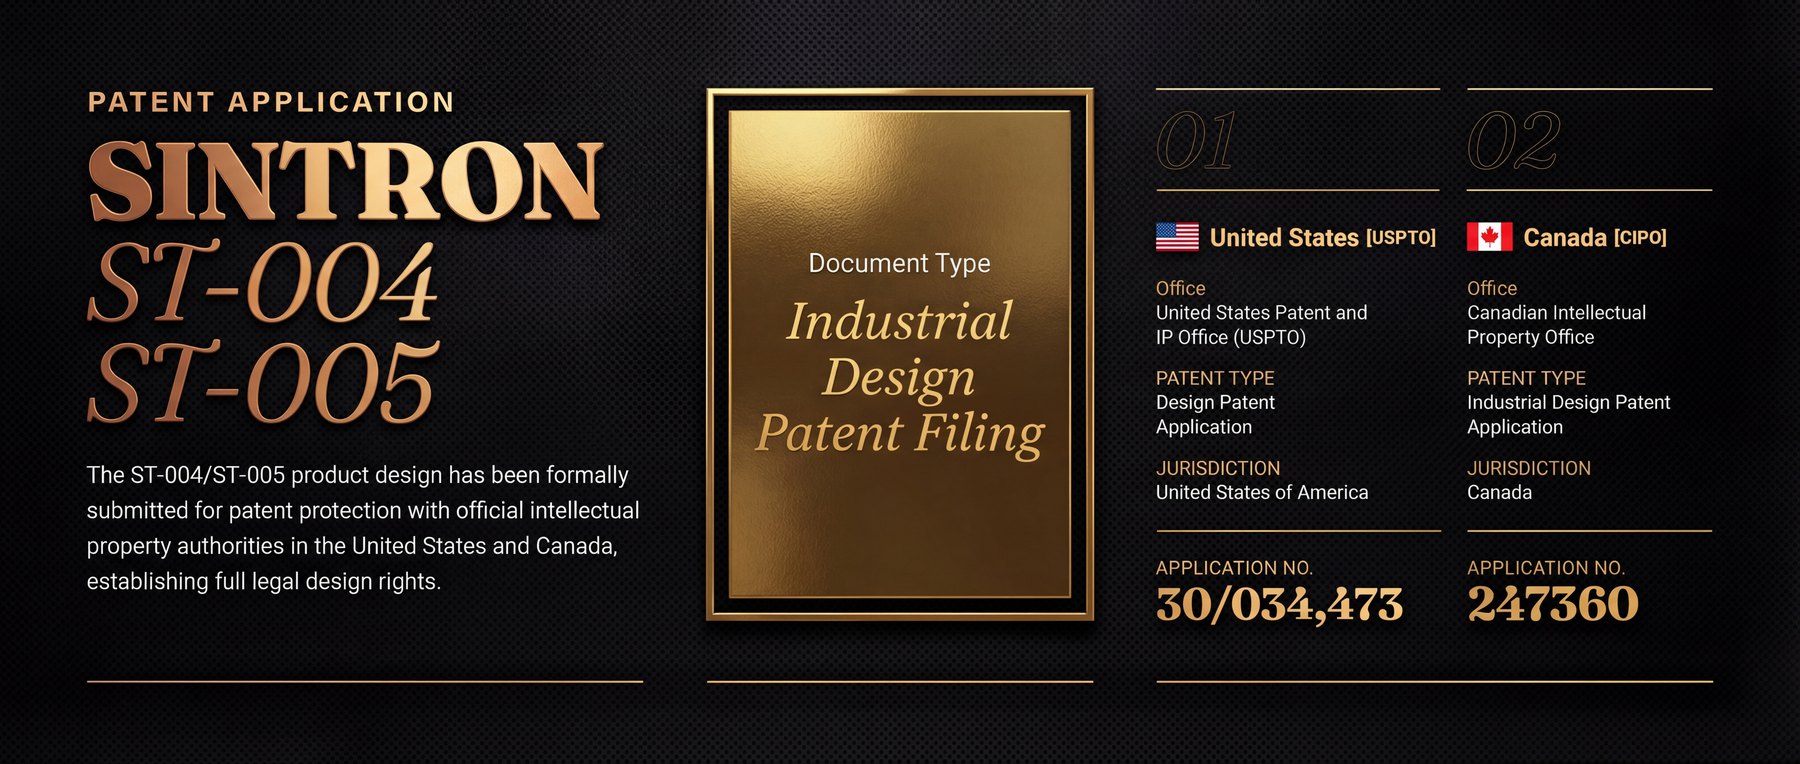 PATENT APPLICATION
SINTRON
ST-004
ST-005
The ST-004/ST-005 product design has been formally
submitted for patent protection with official intellectual
property authorities in the United States and Canada,
establishing full legal design rights.
Document Type
Industrial
Design
Patent Filing
01
United States [USPTO]
Office
United States Patent and
IP Office (USPTO)
PATENT TYPE
Design Patent
Application
JURISDICTION
United States of America
APPLICATION NO.
30/034,473
02
Canada [CIPO]
Office
Canadian Intellectual
Property Office
PATENT TYPE
Industrial Design Patent
Application
JURISDICTION
Canada
APPLICATION NO.
247360